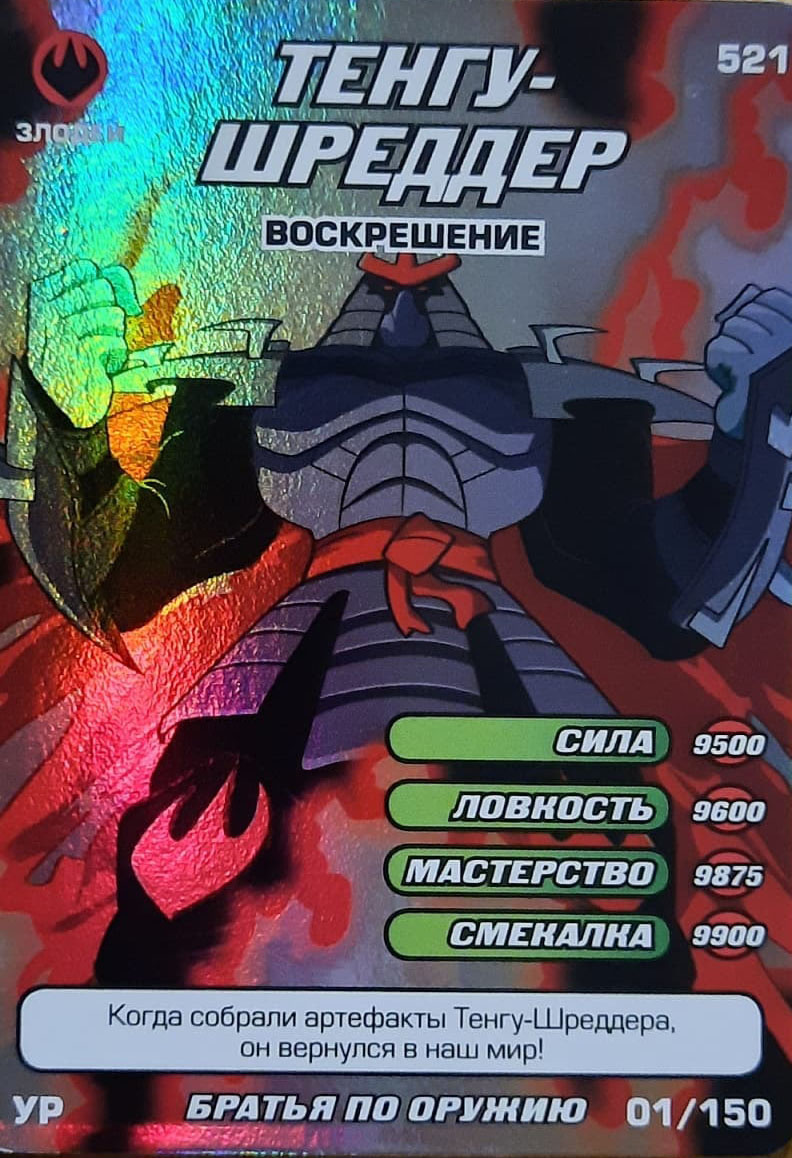 ЗЛОДЕЙ
521
ТЕНГУ-
ШРЕДДЕР
ВОСКРЕШЕНИЕ
СИЛА 9500
ЛОВКОСТЬ 9600
МАСТЕРСТВО 9875
СМЕКАЛКА 9900
Когда собрали артефакты Тенгу-Шреддера,
он вернулся в наш мир!
УР БРАТЬЯ ПО ОРУЖИЮ 01/150